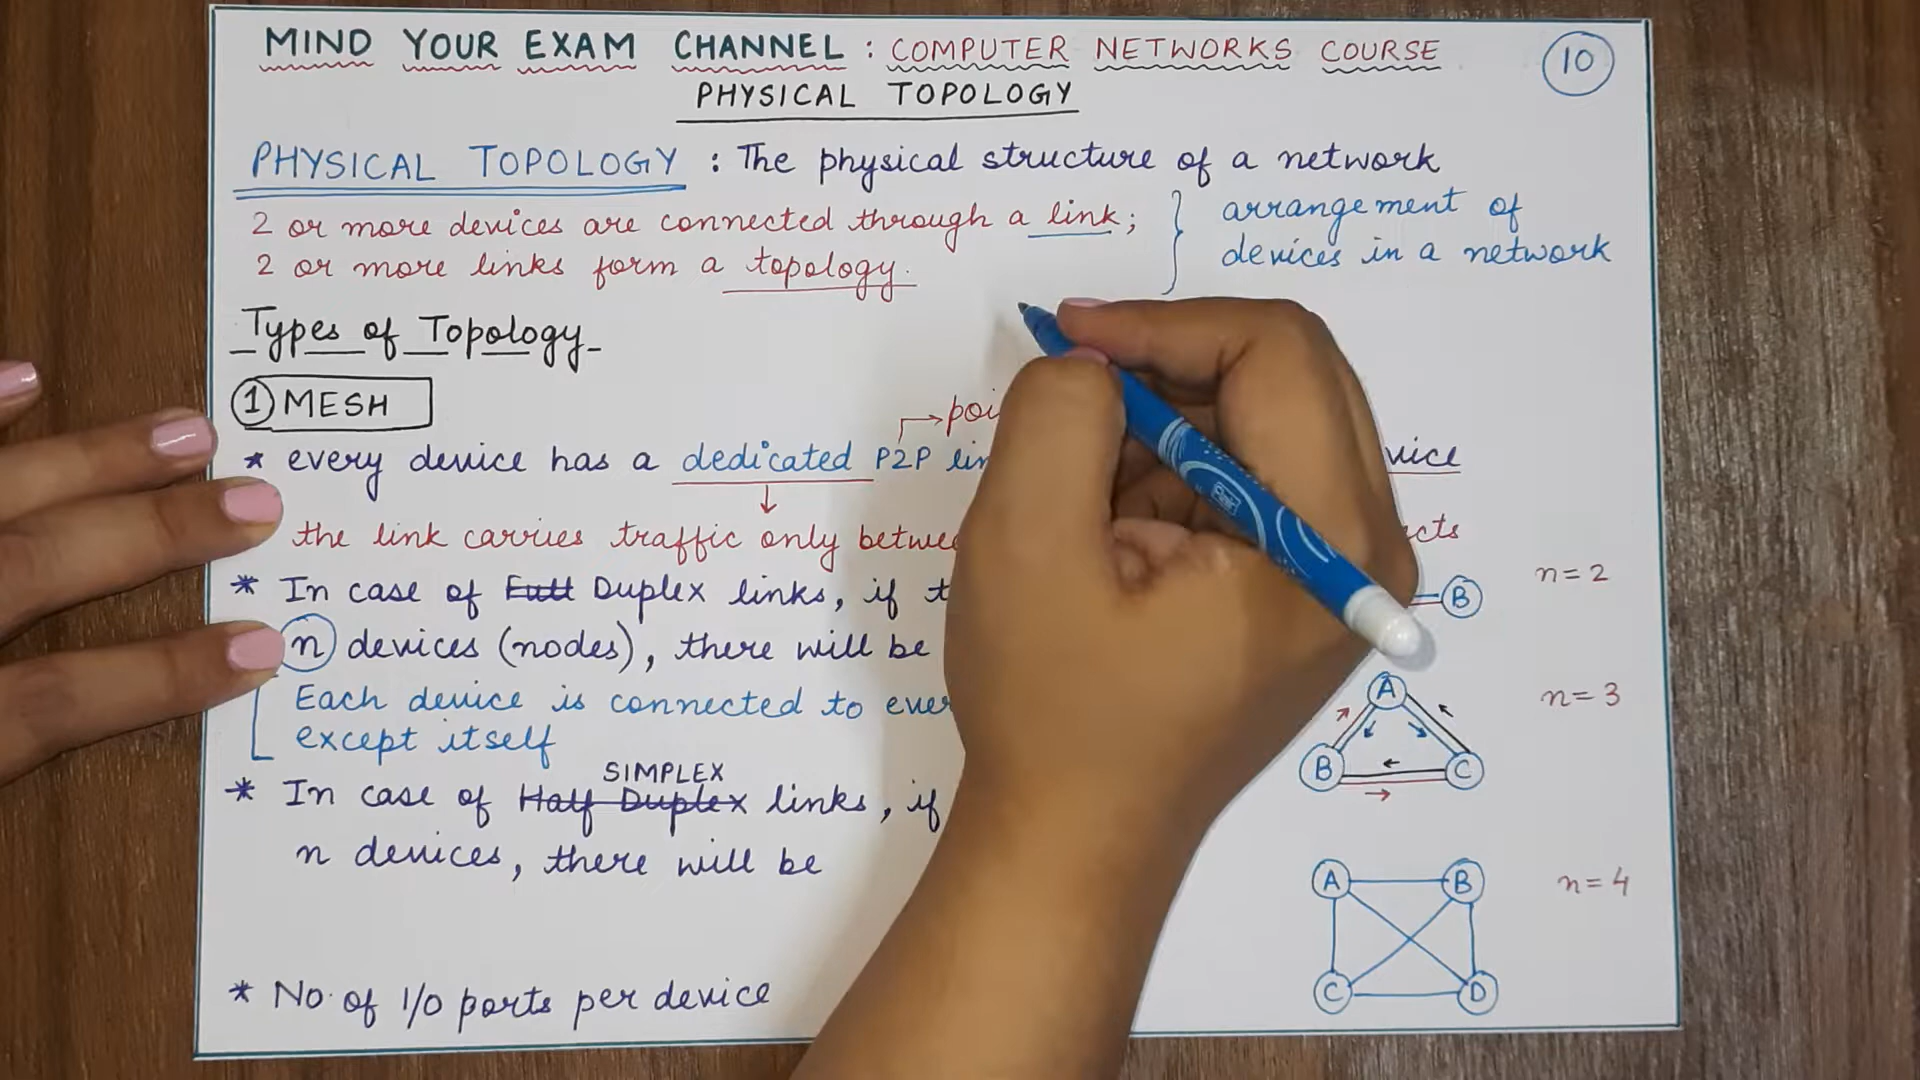 MIND YOUR EXAM CHANNEL : COMPUTER NETWORKS COURSE
10
PHYSICAL TOPOLOGY
PHYSICAL TOPOLOGY : The physical structure of a network
2 or more devices are connected through a link;
2 or more links form a topology.
arrangement of
devices in a network
Types of Topology
1 MESH
every device has a dedicated P2P
the link carries traffic only
* In case of Full Duplex links, if
n devices (nodes), there will be
Each device is connected to
except itself
SIMPLEX
* In case of Half Duplex links, if
n devices, there will be
* No. of I/O ports per device
B n=2
A n=3
B C
A B n=4
C D